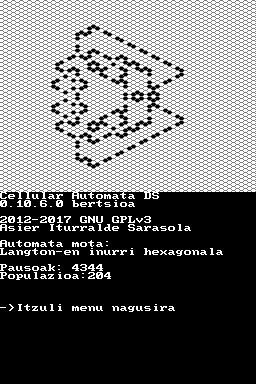 Cellular Automata DS
0.10.6.0 bertsioa
2012-2017 GNU GPLv3
Asier Iturralde Sarasola
Automata mota:
Langton-en inurri hexagonala
Pausoak: 4344
Populazioa:204
->Itzuli menu nagusira